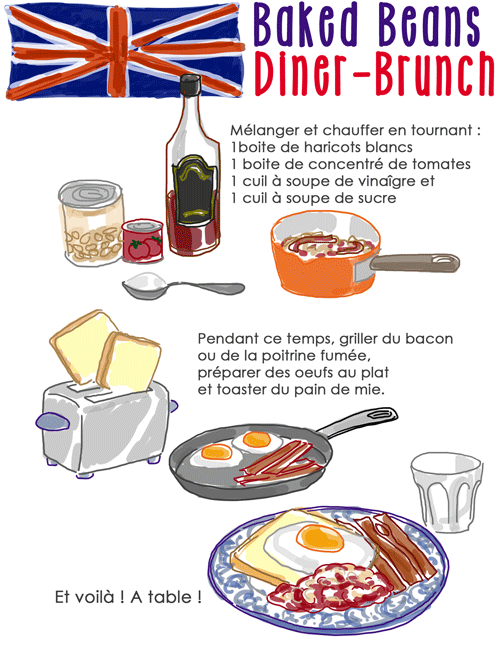 Baked Beans
Diner-Brunch
Mélanger et chauffer en tournant :
1boite de haricots blancs
1 boite de concentré de tomates
1 cuil à soupe de vinaîgre et
1 cuil à soupe de sucre
Pendant ce temps, griller du bacon
ou de la poitrine fumée,
préparer des oeufs au plat
et toaster du pain de mie.
Et voilà ! A table !